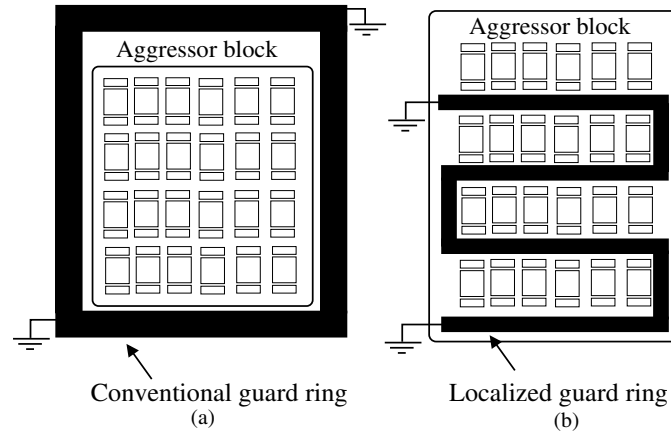 Aggressor block
Conventional guard ring
(a)
Aggressor block
Localized guard ring
(b)